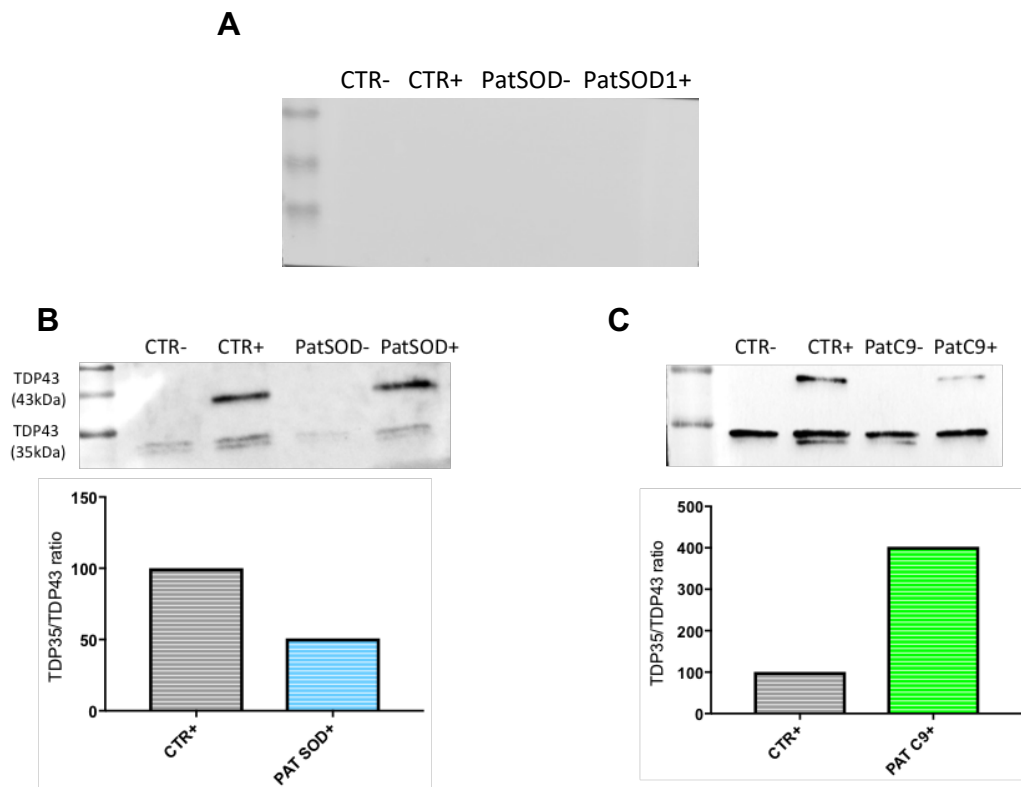 A
CTR- CTR+ PatSOD- PatSOD1+
B
CTR- CTR+ PatSOD- PatSOD+
TDP43
(43kDa)
TDP43
(35kDa)
150
100
50
0
TDP35/TDP43 ratio
CTR+
PAT SOD+
C
CTR- CTR+ PatC9- PatC9+
500
400
300
200
100
0
TDP35/TDP43 ratio
CTR+
PAT C9+